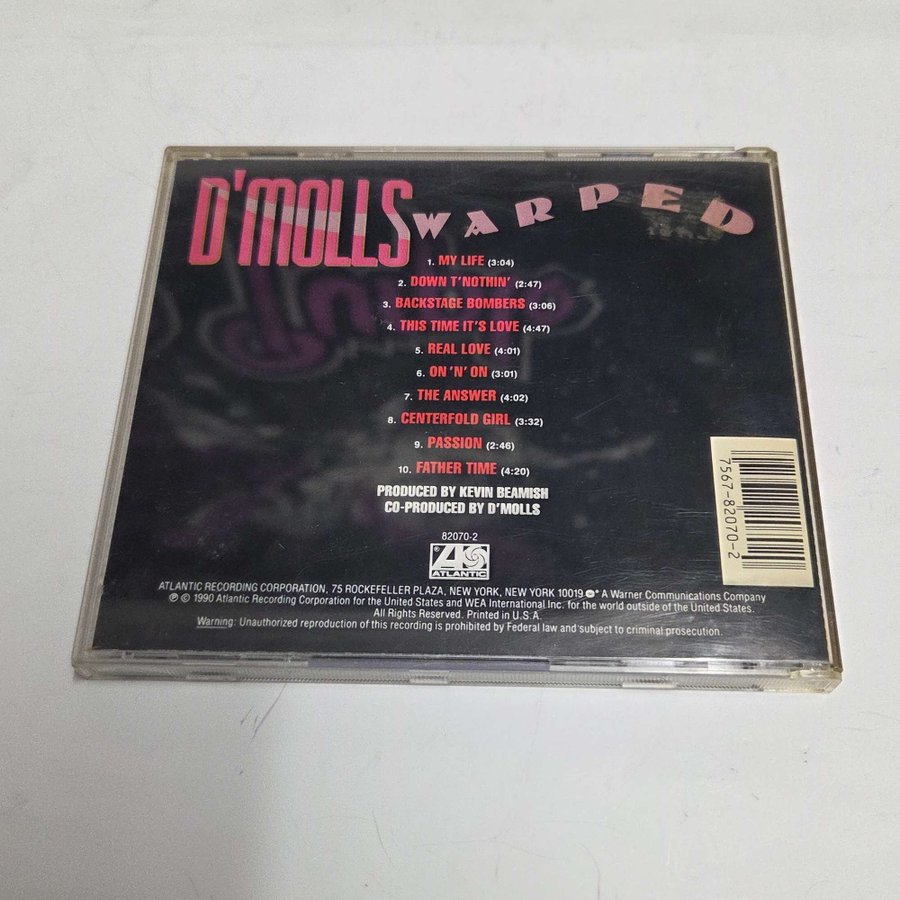 D'MOLLS WARPED
1. MY LIFE (3:04)
2. DOWN T'NOTHIN' (2:47)
3. BACKSTAGE BOMBERS (3:06)
4. THIS TIME IT'S LOVE (4:47)
5. REAL LOVE (4:01)
6. ON 'N' ON (3:01)
7. THE ANSWER (4:02)
8. CENTERFOLD GIRL (3:32)
9. PASSION (2:46)
10. FATHER TIME (4:20)
PRODUCED BY KEVIN BEAMISH
CO-PRODUCED BY D'MOLLS
82070-2
ATLANTIC
ATLANTIC RECORDING CORPORATION, 75 ROCKEFELLER PLAZA, NEW YORK, NEW YORK 10019 A Warner Communications Company
℗ © 1990 Atlantic Recording Corporation for the United States and WEA International Inc. for the world outside of the United States.
All Rights Reserved. Printed in U.S.A.
Warning: Unauthorized reproduction of this recording is prohibited by Federal law and subject to criminal prosecution.
7567-82070-2